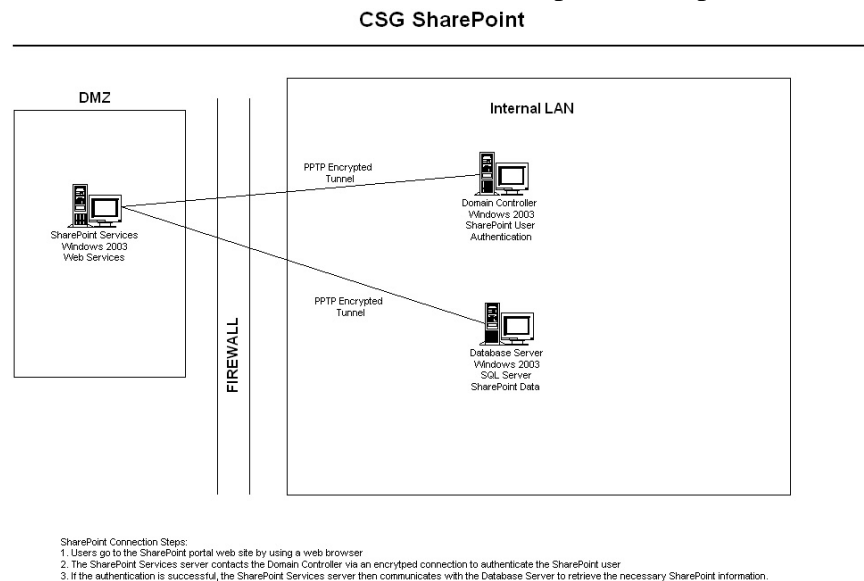 CSG SharePoint
DMZ
Internal LAN
PPTP Encrypted
Tunnel
Domain Controller
Windows 2003
SharePoint User
Authentication
SharePoint Services
Windows 2003
Web Services
PPTP Encrypted
Tunnel
FIREWALL
Database Server
Windows 2003
SQL Server
SharePoint Data
SharePoint Connection Steps:
1. Users go to the SharePoint portal web site by using a web browser
2. The SharePoint Services server contacts the Domain Controller via an encrytped connection to authenticate the SharePoint user
3. If the authentication is successful, the SharePoint Services server then communicates with the Database Server to retrieve the necessary SharePoint information.